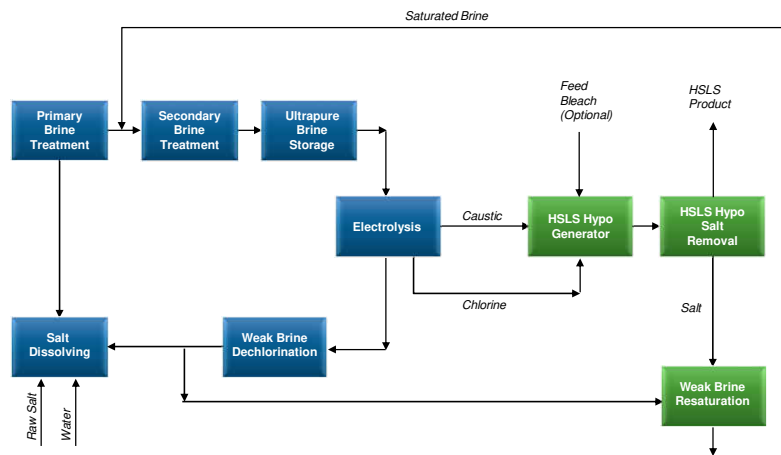 Saturated Brine
Feed
Bleach
(Optional)
HSLS
Product
Primary
Brine
Treatment
Secondary
Brine
Treatment
Ultrapure
Brine
Storage
Electrolysis
Caustic
HSLS Hypo
Generator
HSLS Hypo
Salt
Removal
Chlorine
Salt
Salt
Dissolving
Weak Brine
Dechlorination
Weak Brine
Resaturation
Raw Salt
Water